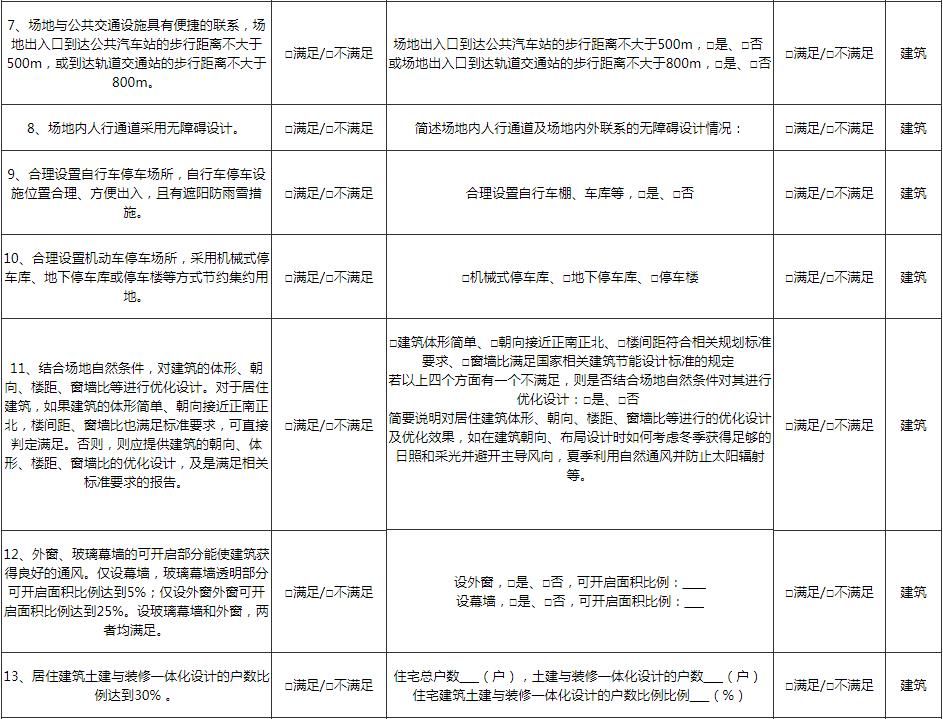 7、场地与公共交通设施具有便捷的联系，场
地出入口到达公共汽车站的步行距离不大于
500m，或到达轨道交通站的步行距离不大于
800m。
□满足/□不满足
场地出入口到达公共汽车站的步行距离不大于500m，□是、□否
或场地出入口到达轨道交通站的步行距离不大于800m，□是、□否
□满足/□不满足
建筑
8、场地内人行通道采用无障碍设计。
□满足/□不满足
简述场地内人行通道及场地内外联系的无障碍设计情况：
□满足/□不满足
建筑
9、合理设置自行车停车场所，自行车停车设
施位置合理、方便出入，且有遮阳防雨雪措
施。
□满足/□不满足
合理设置自行车棚、车库等，□是、□否
□满足/□不满足
建筑
10、合理设置机动车停车场所，采用机械式停
车库、地下停车库或停车楼等方式节约集约用
地。
□满足/□不满足
□机械式停车库、□地下停车库、□停车楼
□满足/□不满足
建筑
11、结合场地自然条件，对建筑的体形、朝
向、楼距、窗墙比等进行优化设计。对于居住
建筑，如果建筑的体形简单、朝向接近正南正
北，楼间距、窗墙比也满足标准要求，可直接
判定满足。否则，则应提供建筑的朝向、体
形、楼距、窗墙比的优化设计，及是满足相关
标准要求的报告。
□满足/□不满足
□建筑体形简单、□朝向接近正南正北、□楼间距符合相关规划标准
要求、□窗墙比满足国家相关建筑节能设计标准的规定
若以上四个方面有一个不满足，则是否结合场地自然条件对其进行
优化设计：□是、□否
简要说明对居住建筑体形、朝向、楼距、窗墙比等进行的优化设计
及优化效果，如在建筑朝向、布局设计时如何考虑冬季获得足够的
日照和采光并避开主导风向，夏季利用自然通风并防止太阳辐射
等。
□满足/□不满足
建筑
12、外窗、玻璃幕墙的可开启部分能使建筑获
得良好的通风。仅设幕墙，玻璃幕墙透明部分
可开启面积比例达到5%；仅设外窗外窗可开
启面积比例达到25%。设玻璃幕墙和外窗，两
者均满足。
□满足/□不满足
设外窗，□是、□否，可开启面积比例：____
设幕墙，□是、□否，可开启面积比例：___
□满足/□不满足
建筑
13、居住建筑土建与装修一体化设计的户数比
例达到30% 。
□满足/□不满足
住宅总户数___（户），土建与装修一体化设计的户数___（户）
住宅建筑土建与装修一体化设计的户数比例比例___（%）
□满足/□不满足
建筑